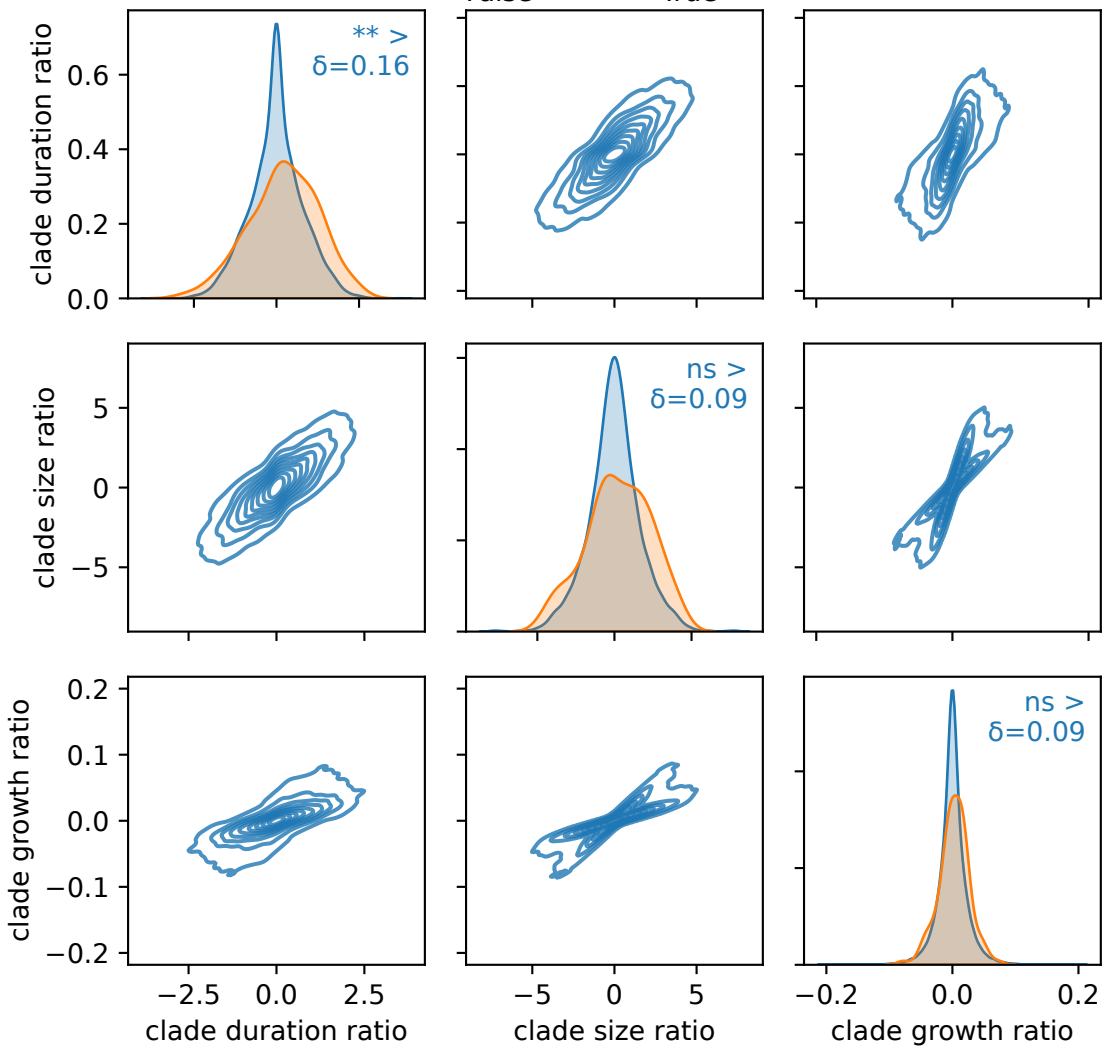 clade duration ratio
0.6
0.4
0.2
0.0
** >
δ=0.16
clade size ratio
5
0
−5
ns >
δ=0.09
clade growth ratio
0.2
0.1
0.0
−0.1
−0.2
ns >
δ=0.09
−2.5 0.0 2.5
−5 0 5
−0.2 0.0 0.2
clade duration ratio
clade size ratio
clade growth ratio